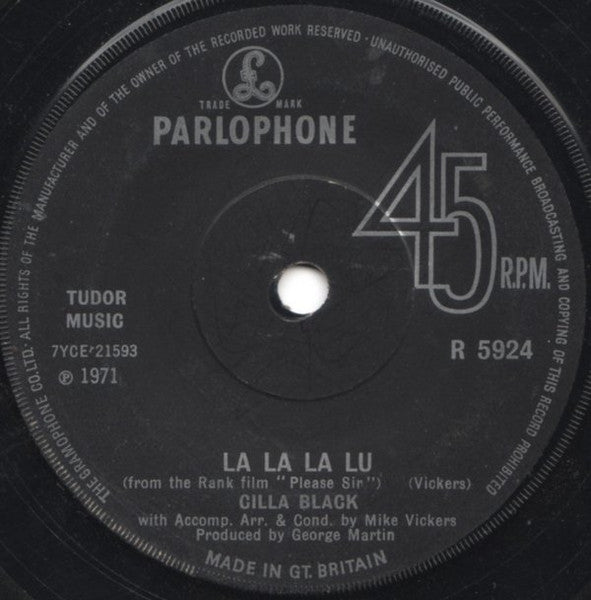 THE GRAMOPHONE CO. LTD. ALL RIGHTS OF THE MANUFACTURER AND OF THE OWNER OF THE RECORDED WORK RESERVED · UNAUTHORISED PUBLIC PERFORMANCE BROADCASTING AND COPYING OF THIS RECORD PROHIBITED
£
TRADE MARK
PARLOPHONE
45 R.P.M.
TUDOR
MUSIC
7YCE·21593
℗ 1971
R 5924
LA LA LA LU
(from the Rank film "Please Sir") (Vickers)
CILLA BLACK
with Accomp. Arr. & Cond. by Mike Vickers
Produced by George Martin
MADE IN GT. BRITAIN